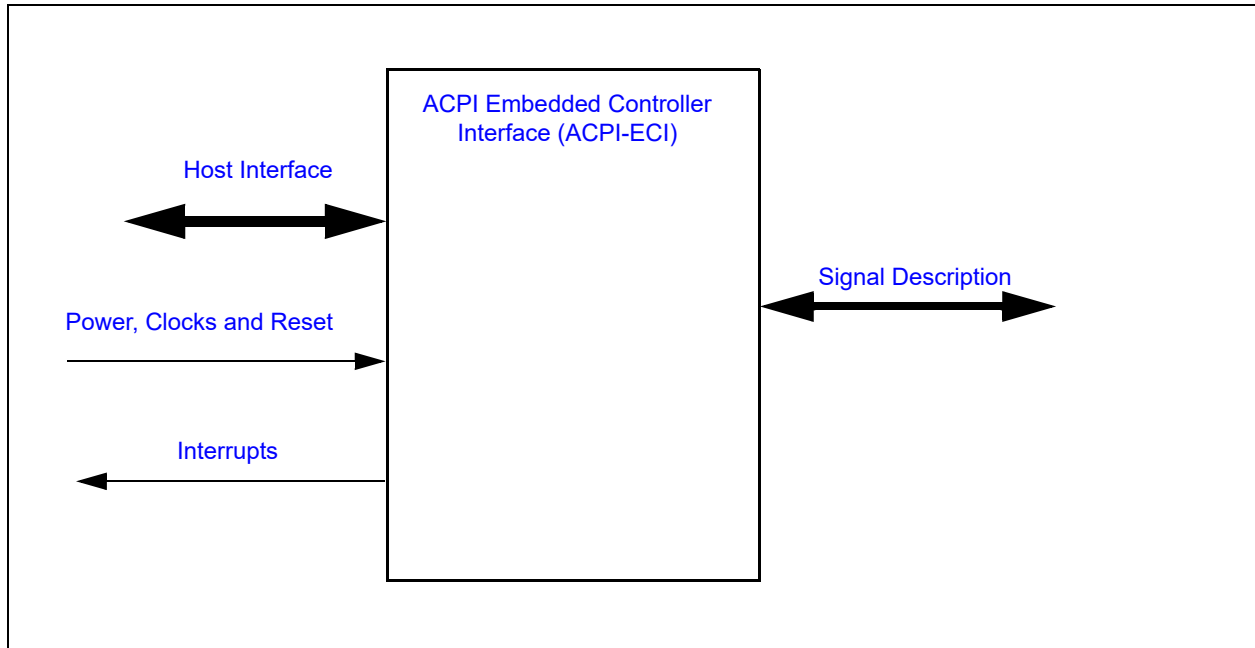 ACPI Embedded Controller
Interface (ACPI-ECI)
Host Interface
Signal Description
Power, Clocks and Reset
Interrupts